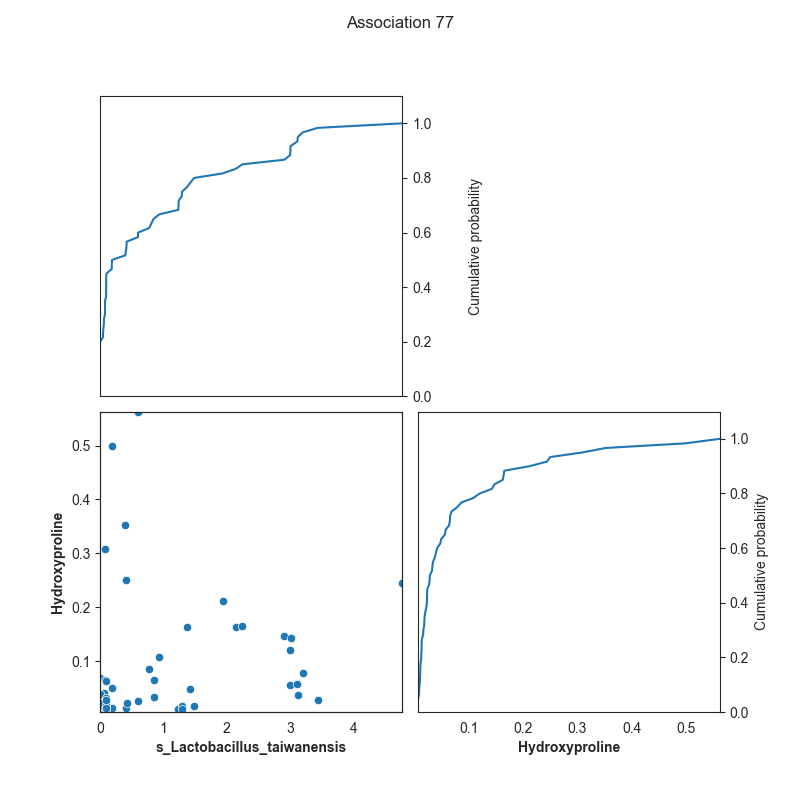 Association 77
1.0
0.8
0.6
0.4
0.2
0.0
Cumulative probability
0.5
0.4
0.3
0.2
0.1
Hydroxyproline
0 1 2 3 4
s_Lactobacillus_taiwanensis
1.0
0.8
0.6
0.4
0.2
0.0
Cumulative probability
0.1 0.2 0.3 0.4 0.5
Hydroxyproline